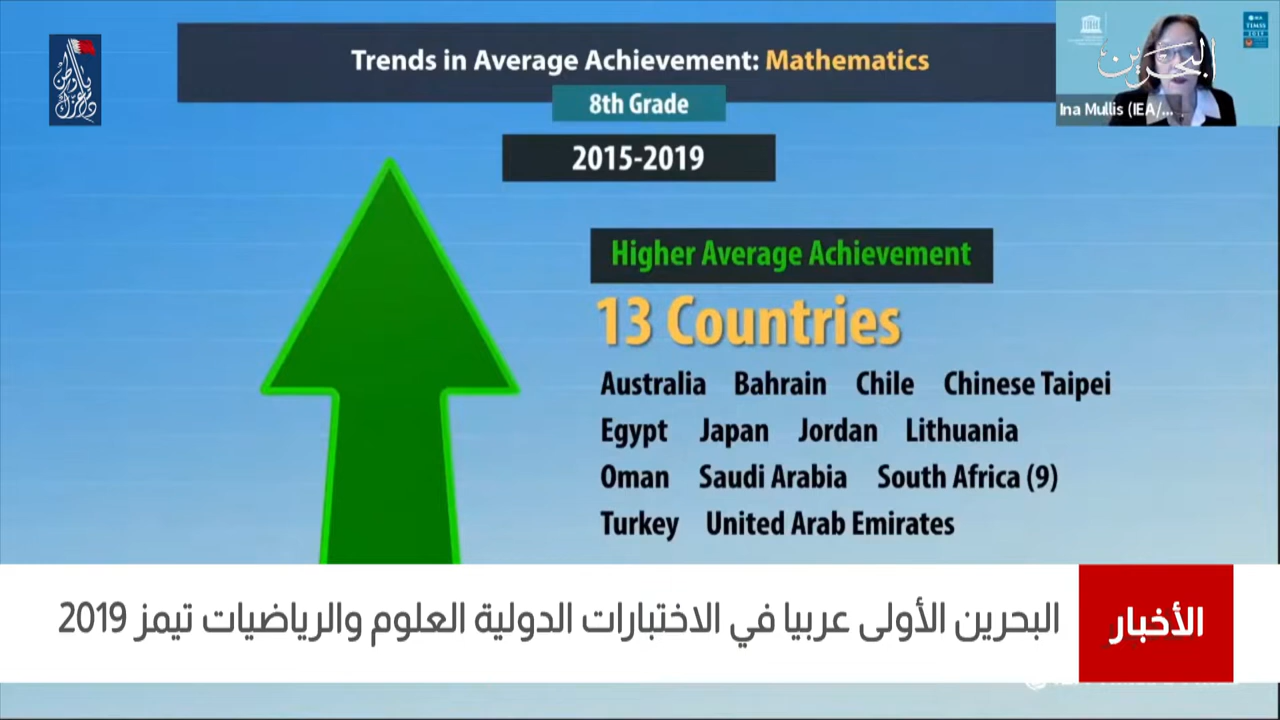 Trends in Average Achievement: Mathematics
8th Grade
2015-2019
Ina Mullis (IEA/...
البحرين
TIMSS
2019
Higher Average Achievement
13 Countries
Australia Bahrain Chile Chinese Taipei
Egypt Japan Jordan Lithuania
Oman Saudi Arabia South Africa (9)
Turkey United Arab Emirates
الأخبار
البحرين الأولى عربيا في الاختبارات الدولية العلوم والرياضيات تيمز 2019